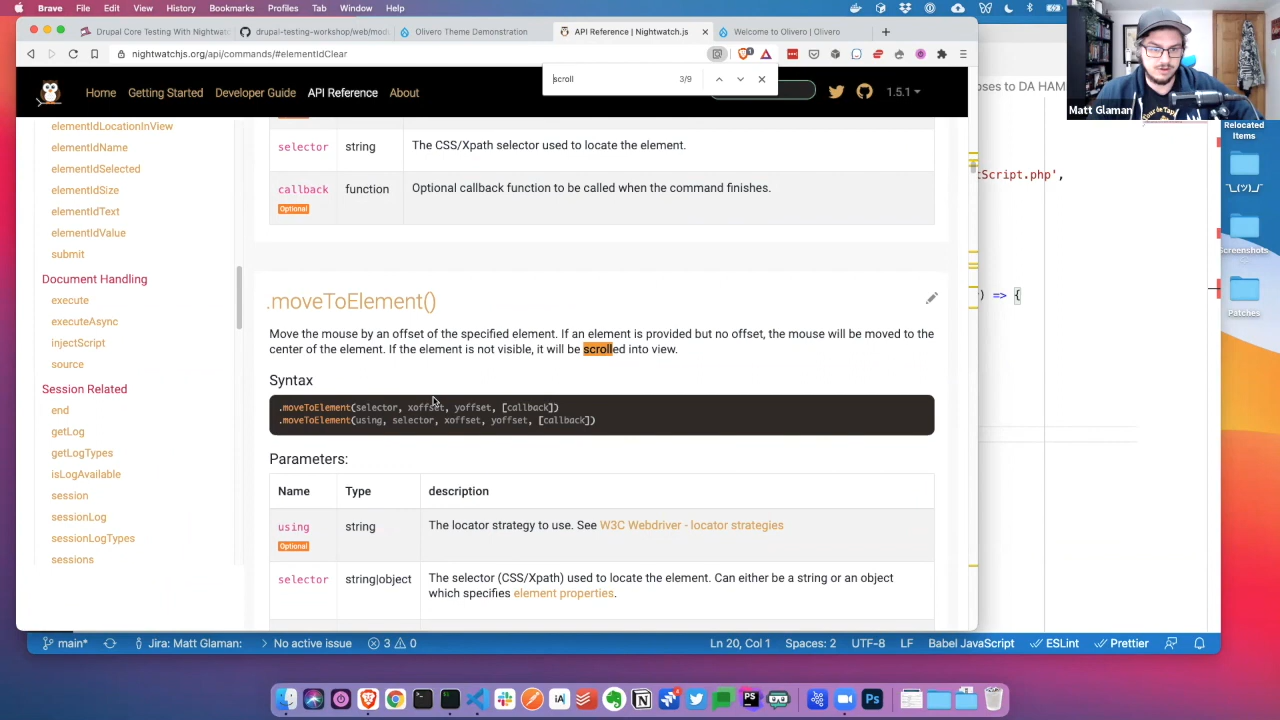 Brave File Edit View History Bookmarks Profiles Tab Window Help
Drupal Core Testing With Nightwat
drupal-testing-workshop/web/mod
Olivero Theme Demonstration
API Reference | Nightwatch.js
Welcome to Olivero | Olivero
nightwatchjs.org/api/commands/#elementIdClear
scroll 3/9
Home Getting Started Developer Guide API Reference About 1.5.1
oses to DA HAM
Matt Glaman
Relocated Items
¯\_(ツ)_/¯
Screenshots
Patches
tScript.php',
) => {
elementIdLocationInView
elementIdName
elementIdSelected
elementIdSize
elementIdText
elementIdValue
submit
Document Handling
execute
executeAsync
injectScript
source
Session Related
end
getLog
getLogTypes
isLogAvailable
session
sessionLog
sessionLogTypes
sessions
selector string The CSS/Xpath selector used to locate the element.
callback function Optional callback function to be called when the command finishes.
Optional
.moveToElement()
Move the mouse by an offset of the specified element. If an element is provided but no offset, the mouse will be moved to the
center of the element. If the element is not visible, it will be scrolled into view.
Syntax
.moveToElement(selector, xoffset, yoffset, [callback])
.moveToElement(using, selector, xoffset, yoffset, [callback])
Parameters:
Name Type description
using string The locator strategy to use. See W3C Webdriver - locator strategies
Optional
selector string|object The selector (CSS/Xpath) used to locate the element. Can either be a string or an object
which specifies element properties.
main* Jira: Matt Glaman: No active issue 3 0 Ln 20, Col 1 Spaces: 2 UTF-8 LF Babel JavaScript ESLint Prettier